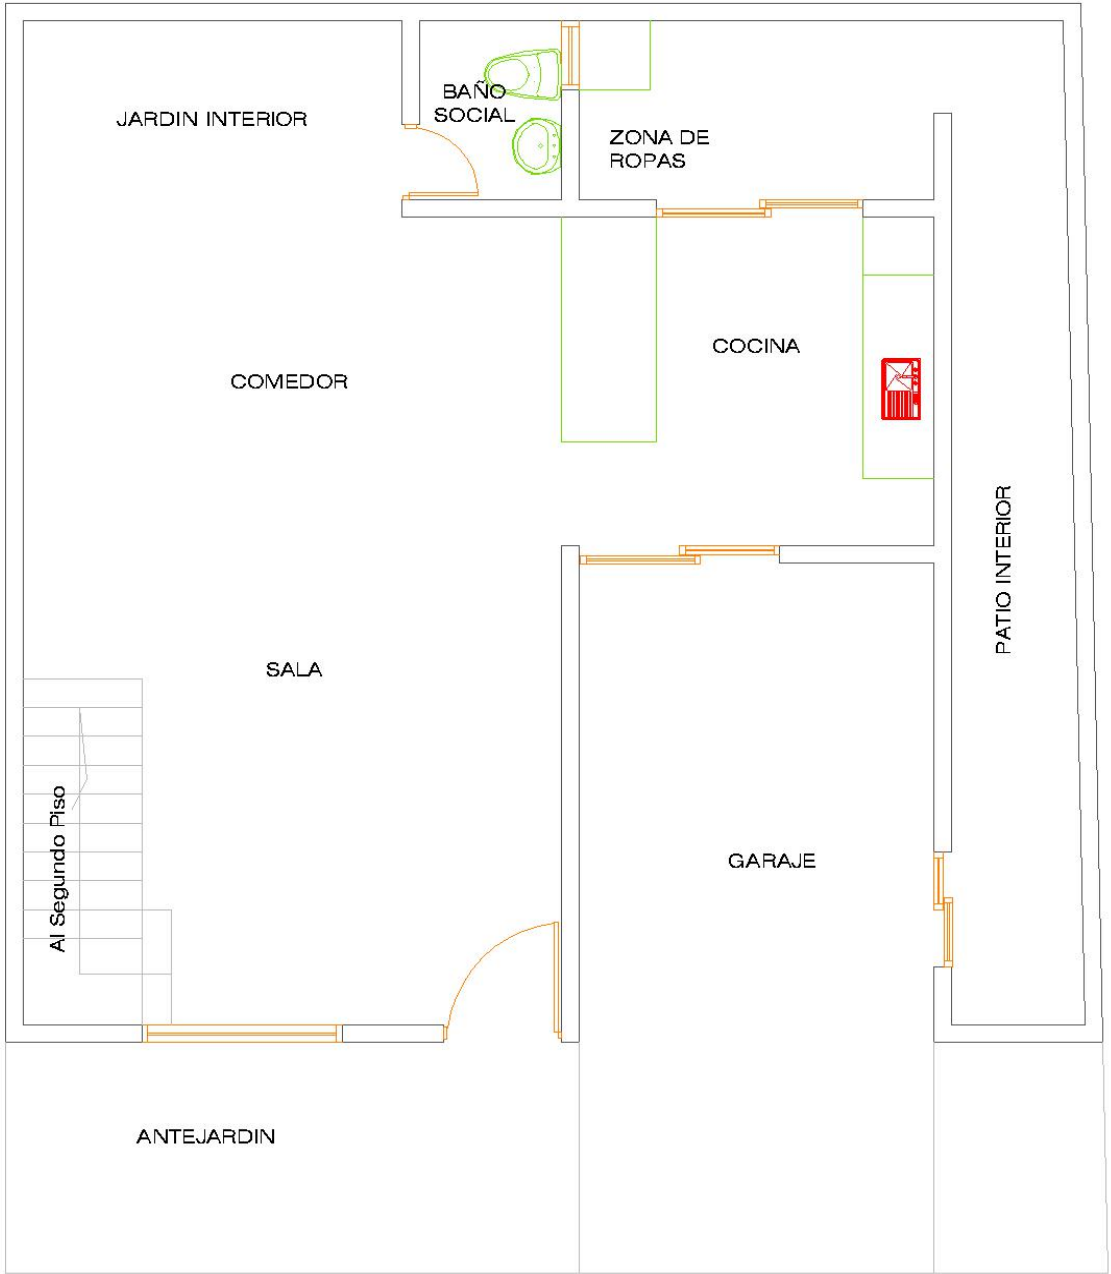 BAÑO
SOCIAL
JARDIN INTERIOR
ZONA DE
ROPAS
COCINA
COMEDOR
PATIO INTERIOR
SALA
Al Segundo Piso
GARAJE
ANTEJARDIN